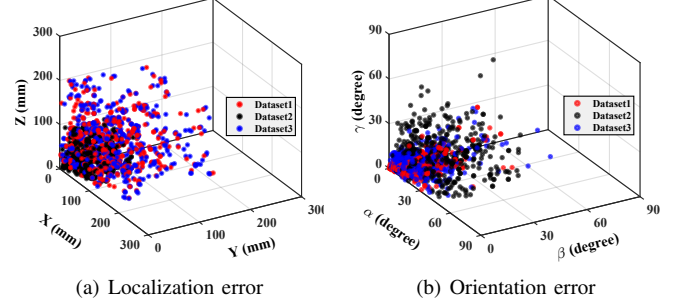 300
200
100
0
Z (mm)
0
100
200
300
X (mm)
0
100
200
300
Y (mm)
Dataset1
Dataset2
Dataset3
(a) Localization error
90
60
30
0
γ (degree)
0
30
60
90
α (degree)
0
30
60
90
β (degree)
Dataset1
Dataset2
Dataset3
(b) Orientation error